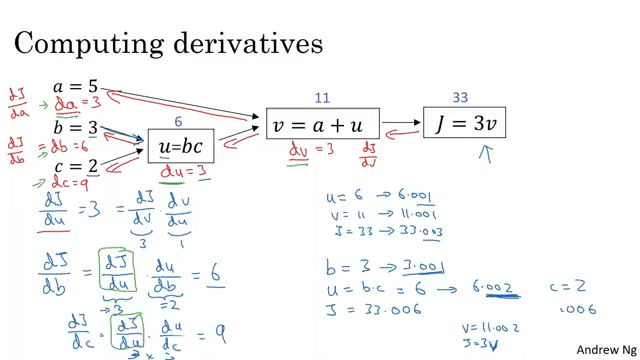 Computing derivatives
dJ/da
a = 5
→ da = 3
11
33
dJ/db = db = 6
b = 3
6
v = a + u
J = 3v
u=bc
c = 2
→ dc = 9
du = 3
dv = 3
dJ/dv
dJ/du = 3 = dJ/dv · dv/du
3 1
u = 6 → 6.001
v = 11 → 11.001
J = 33 → 33.003
dJ/db = dJ/du · du/db = 6
→3 =2
b = 3 → 3.001
u = b·c = 6 → 6.002 c = 2
J = 33.006 .006
dJ/dc = dJ/du · du/dc = 9
3 × 3
v = 11.002
J = 3v
Andrew Ng